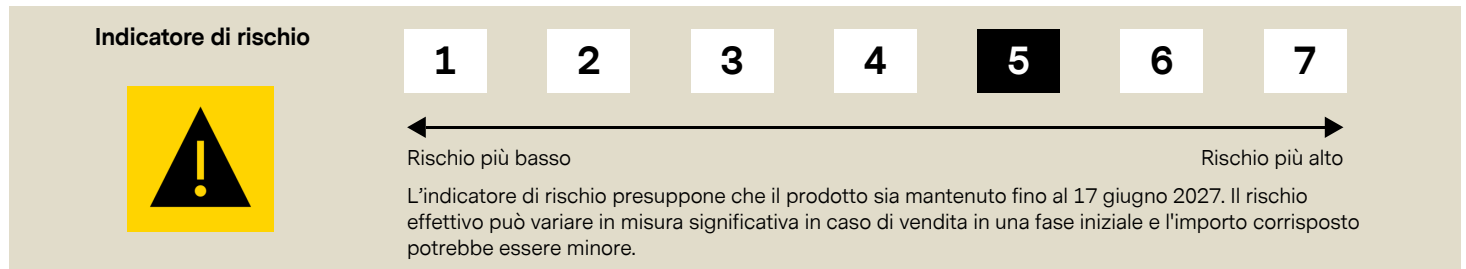 Indicatore di rischio
1 2 3 4 5 6 7
Rischio più basso Rischio più alto
L’indicatore di rischio presuppone che il prodotto sia mantenuto fino al 17 giugno 2027. Il rischio
effettivo può variare in misura significativa in caso di vendita in una fase iniziale e l'importo corrisposto
potrebbe essere minore.